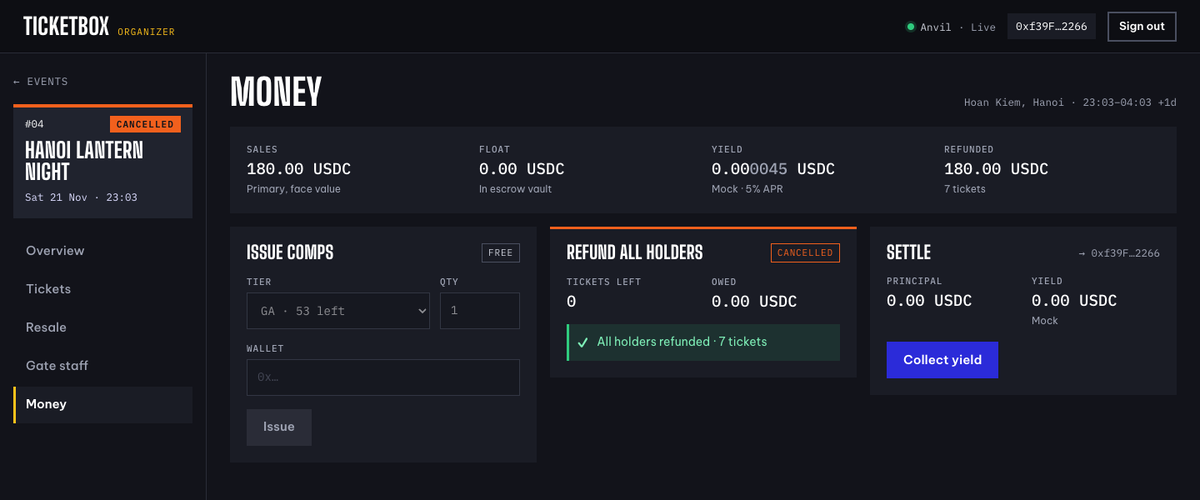 TICKETBOX ORGANIZER
Anvil · Live
0xf39F…2266
Sign out
← EVENTS
#04
CANCELLED
HANOI LANTERN
NIGHT
Sat 21 Nov · 23:03
Overview
Tickets
Resale
Gate staff
Money
MONEY
Hoan Kiem, Hanoi · 23:03–04:03 +1d
SALES
180.00 USDC
Primary, face value
FLOAT
0.00 USDC
In escrow vault
YIELD
0.000045 USDC
Mock · 5% APR
REFUNDED
180.00 USDC
7 tickets
ISSUE COMPS
FREE
TIER
GA · 53 left
QTY
1
WALLET
0x…
Issue
REFUND ALL HOLDERS
CANCELLED
TICKETS LEFT
0
OWED
0.00 USDC
All holders refunded · 7 tickets
SETTLE
→ 0xf39F…2266
PRINCIPAL
0.00 USDC
YIELD
0.00 USDC
Mock
Collect yield